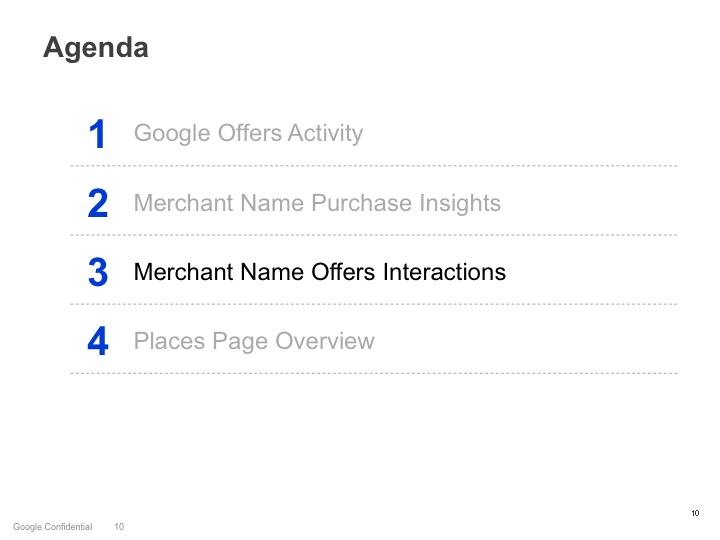 Agenda
1 Google Offers Activity
2 Merchant Name Purchase Insights
3 Merchant Name Offers Interactions
4 Places Page Overview
10
Google Confidential 10